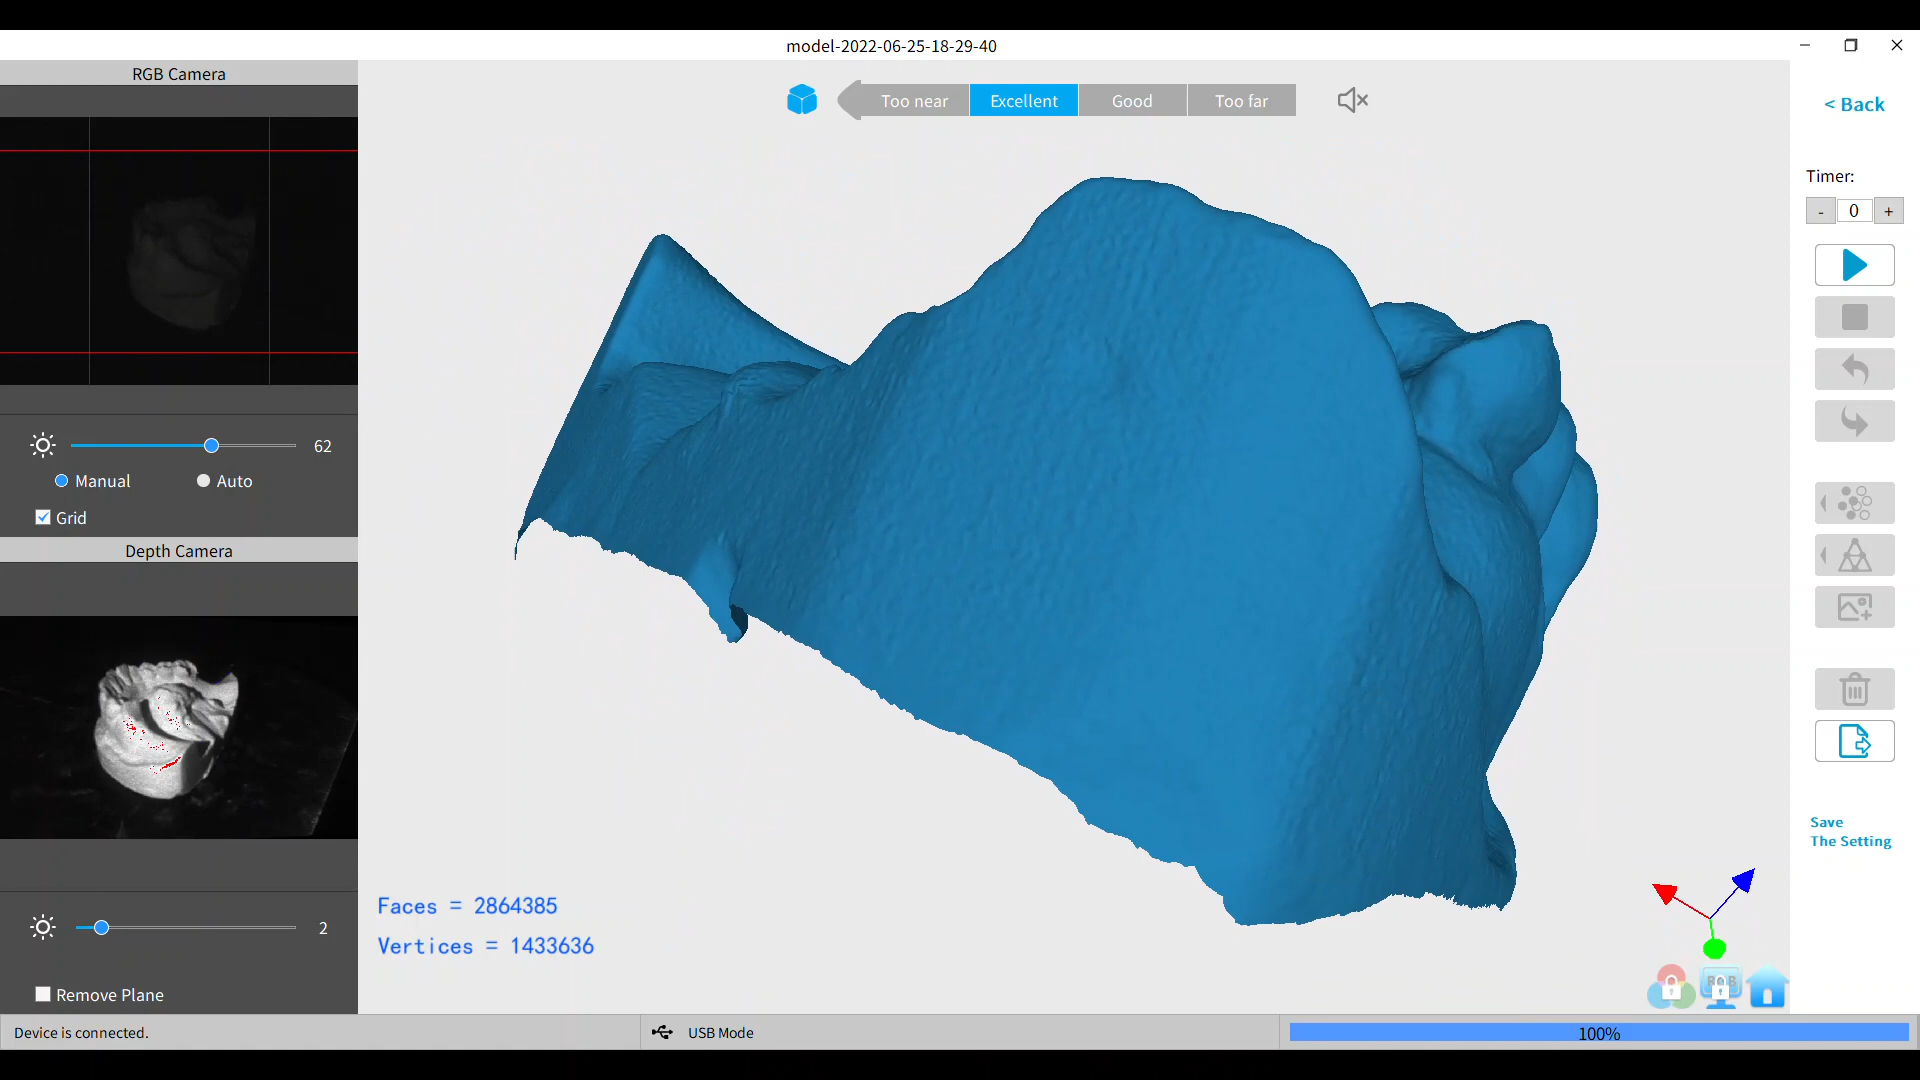 model-2022-06-25-18-29-40
RGB Camera
Too near
Excellent
Good
Too far
< Back
Timer:
- 0 +
62
Manual
Auto
Grid
Depth Camera
2
Remove Plane
Faces = 2864385
Vertices = 1433636
Save
The Setting
RGB
Device is connected.
USB Mode
100%